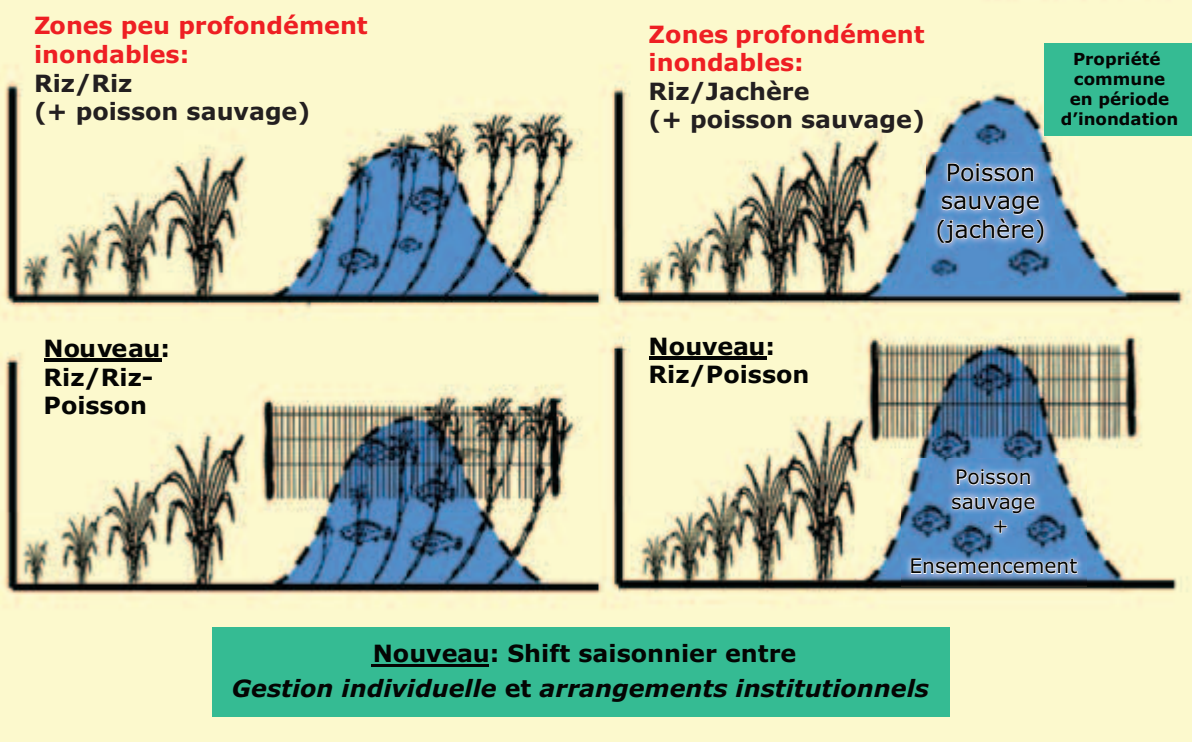 Zones peu profondément
inondables:
Riz/Riz
(+ poisson sauvage)
Zones profondément
inondables:
Riz/Jachère
(+ poisson sauvage)
Propriété
commune
en période
d'inondation
Poisson
sauvage
(jachère)
Nouveau:
Riz/Riz-
Poisson
Nouveau:
Riz/Poisson
Poisson
sauvage
+
Ensemencement
Nouveau: Shift saisonnier entre
Gestion individuelle et arrangements institutionnels